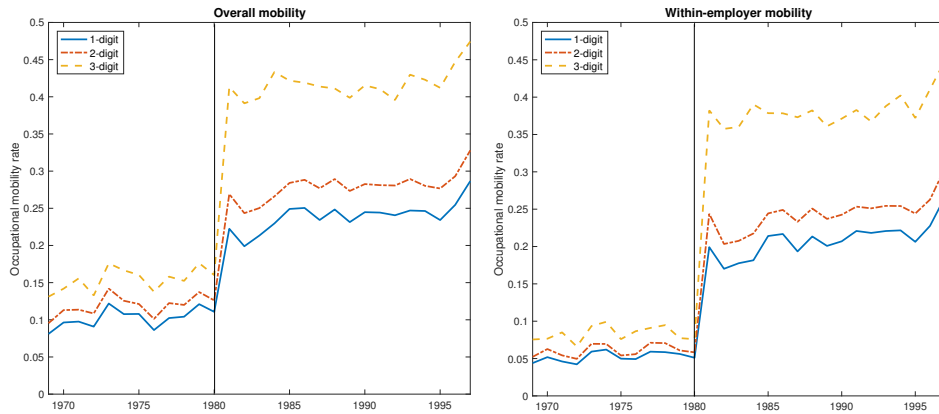 Overall mobility
0.5
0.45
0.4
0.35
0.3
0.25
0.2
0.15
0.1
0.05
0
Occupational mobility rate
1-digit
2-digit
3-digit
1970 1975 1980 1985 1990 1995
Within-employer mobility
0.5
0.45
0.4
0.35
0.3
0.25
0.2
0.15
0.1
0.05
0
Occupational mobility rate
1-digit
2-digit
3-digit
1970 1975 1980 1985 1990 1995